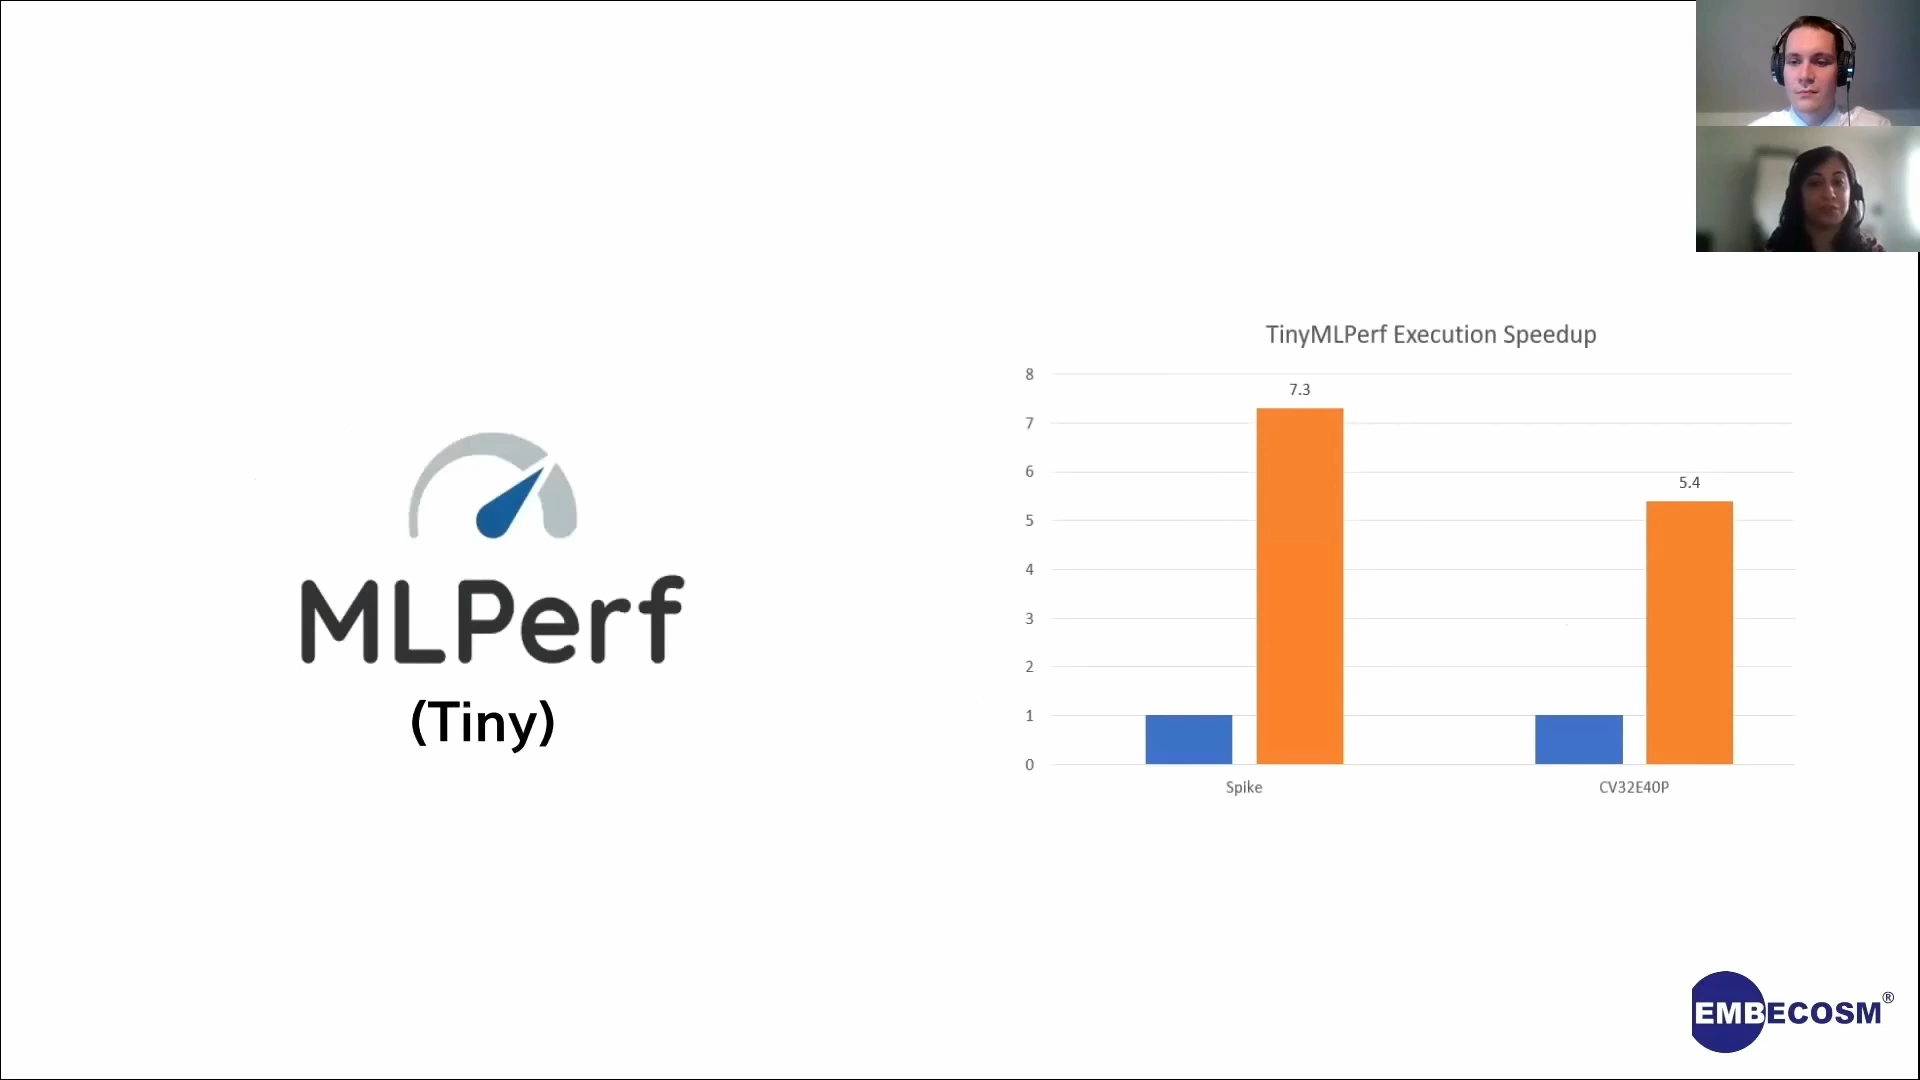 MLPerf
(Tiny)
TinyMLPerf Execution Speedup
8
7
6
5
4
3
2
1
0
7.3
5.4
Spike
CV32E40P
EMBECOSM®